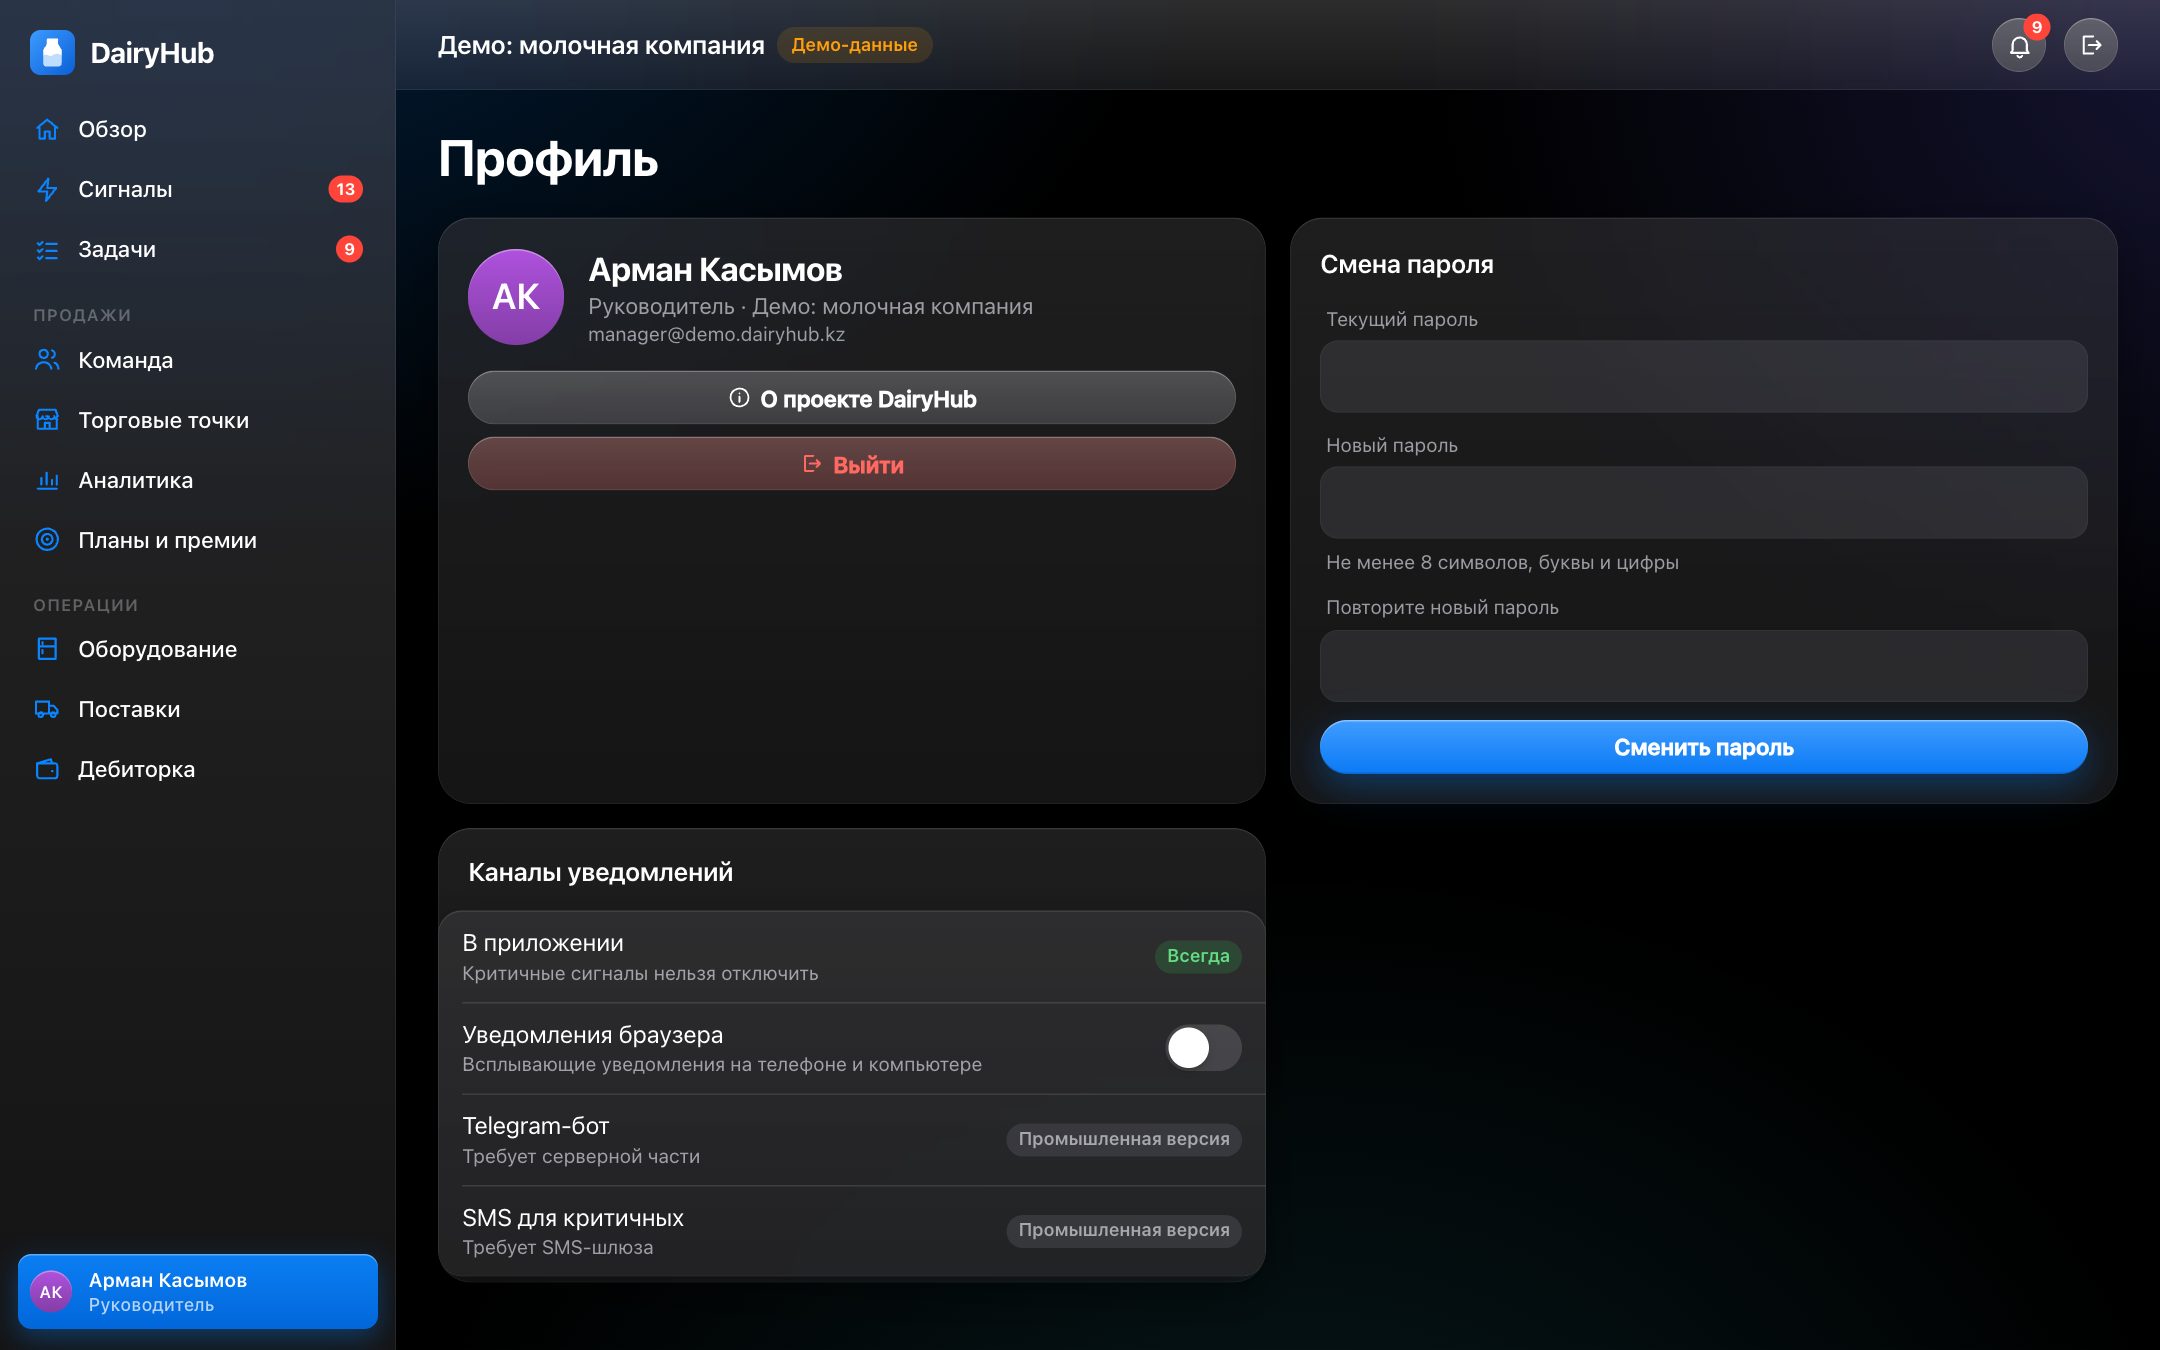 DairyHub
Обзор
Сигналы 13
Задачи 9
ПРОДАЖИ
Команда
Торговые точки
Аналитика
Планы и премии
ОПЕРАЦИИ
Оборудование
Поставки
Дебиторка
АК
Арман Касымов
Руководитель
Демо: молочная компания Демо-данные
9
Профиль
АК
Арман Касымов
Руководитель · Демо: молочная компания
manager@demo.dairyhub.kz
О проекте DairyHub
Выйти
Смена пароля
Текущий пароль
Новый пароль
Не менее 8 символов, буквы и цифры
Повторите новый пароль
Сменить пароль
Каналы уведомлений
В приложении
Критичные сигналы нельзя отключить
Всегда
Уведомления браузера
Всплывающие уведомления на телефоне и компьютере
Telegram-бот
Требует серверной части
Промышленная версия
SMS для критичных
Требует SMS-шлюза
Промышленная версия